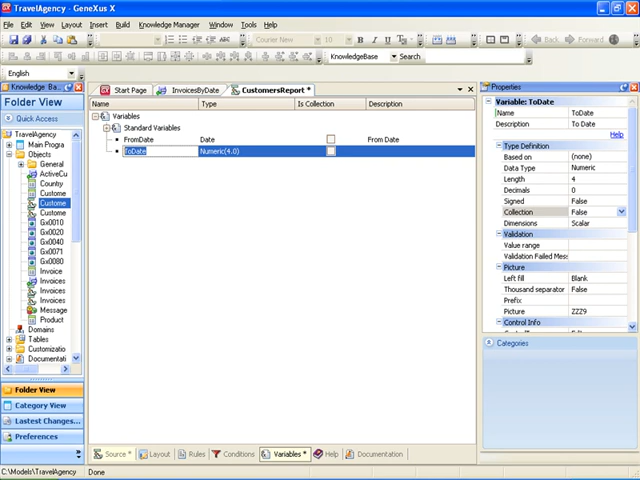 TravelAgency - GeneXus X
File Edit View Layout Insert Build Knowledge Manager Window Tools Help
Courier New 10 B I U
KnowledgeBase Search Back Forward
English
Knowledge Ba...
Folder View
Quick Access
TravelAgency
Main Progra
Objects
General
ActiveCu
Country
Custome
Custome
Custome
Gx0010
Gx0020
Gx0040
Gx0071
Gx0080
Invoice
Invoices
Invoices
Invoices
Message
Product
Domains
Tables
Customizatio
Documentati
Folder View
Category View
Lastest Changes...
Preferences
Start Page InvoicesByDate CustomersReport *
Name Type Is Collection Description
Variables
Standard Variables
FromDate Date From Date
ToDate Numeric(4.0)
Source * Layout Rules Conditions Variables * Help Documentation
Properties
Variable: ToDate
Name ToDate
Description To Date
Help
Type Definition
Based on (none)
Data Type Numeric
Length 4
Decimals 0
Signed False
Collection False
Dimensions Scalar
Validation
Value range
Validation Failed Mess
Picture
Left fill Blank
Thousand separator False
Prefix
Picture ZZZ9
Control Info
Categories
C:\Models\TravelAgency Done